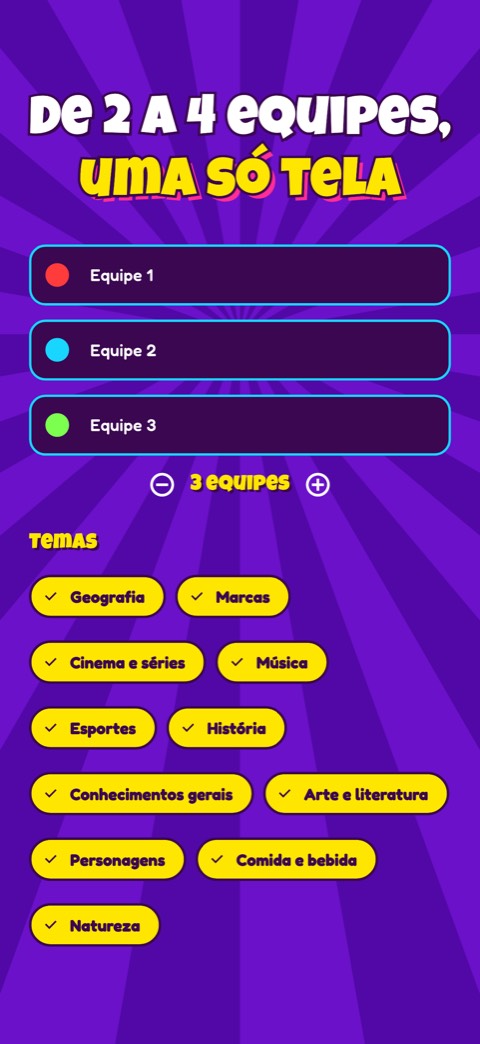 De 2 a 4 equipes,
uma só tela
Equipe 1
Equipe 2
Equipe 3
3 equipes
Temas
Geografia
Marcas
Cinema e séries
Música
Esportes
História
Conhecimentos gerais
Arte e literatura
Personagens
Comida e bebida
Natureza